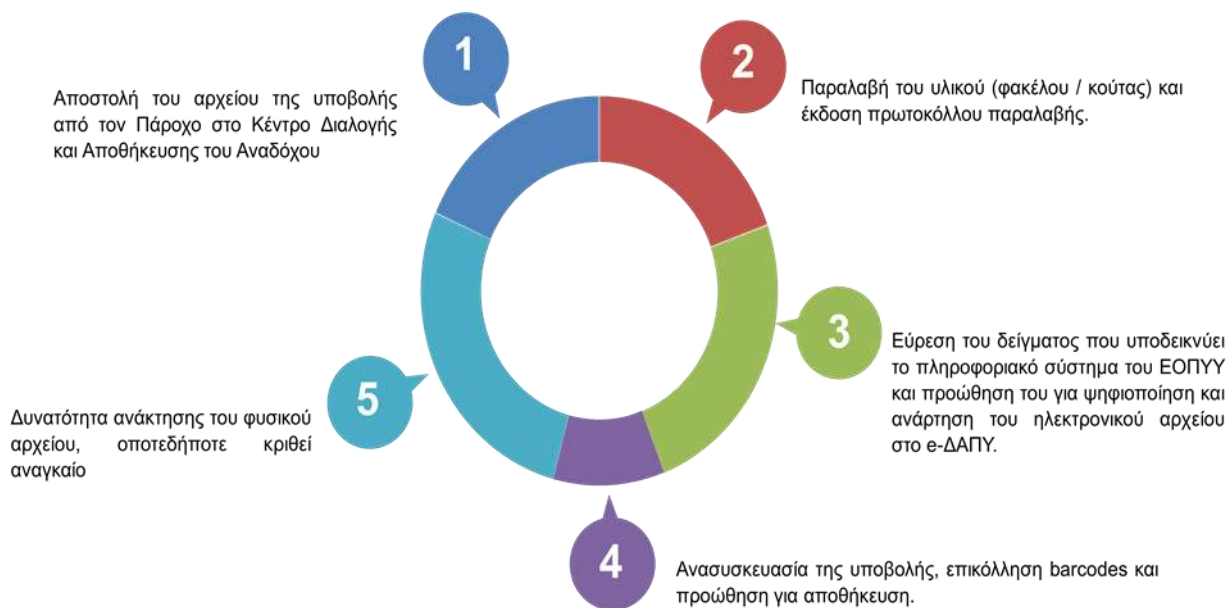 1
Αποστολή του αρχείου της υποβολής
από τον Πάροχο στο Κέντρο Διαλογής
και Αποθήκευσης του Αναδόχου
2
Παραλαβή του υλικού (φακέλου / κούτας) και
έκδοση πρωτοκόλλου παραλαβής.
3
Εύρεση του δείγματος που υποδεικνύει
το πληροφοριακό σύστημα του ΕΟΠΥΥ
και προώθηση του για ψηφιοποίηση και
ανάρτηση του ηλεκτρονικού αρχείου
στο e-ΔΑΠΥ.
4
Ανασυσκευασία της υποβολής, επικόλληση barcodes και
προώθηση για αποθήκευση.
5
Δυνατότητα ανάκτησης του φυσικού
αρχείου, οποτεδήποτε κριθεί
αναγκαίο